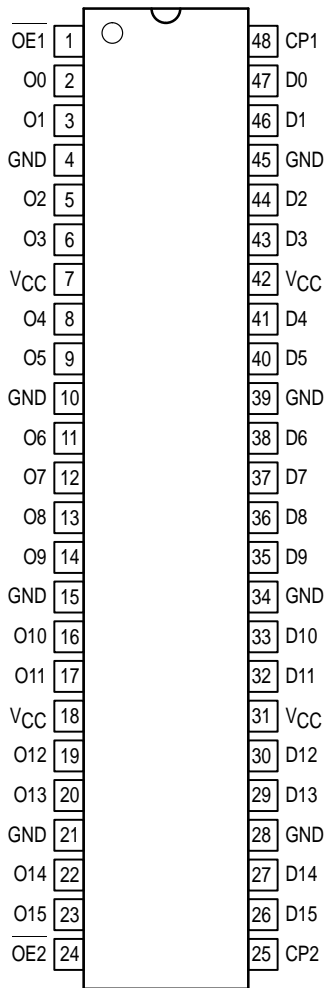 OE1 1 48 CP1
O0 2 47 D0
O1 3 46 D1
GND 4 45 GND
O2 5 44 D2
O3 6 43 D3
VCC 7 42 VCC
O4 8 41 D4
O5 9 40 D5
GND 10 39 GND
O6 11 38 D6
O7 12 37 D7
O8 13 36 D8
O9 14 35 D9
GND 15 34 GND
O10 16 33 D10
O11 17 32 D11
VCC 18 31 VCC
O12 19 30 D12
O13 20 29 D13
GND 21 28 GND
O14 22 27 D14
O15 23 26 D15
OE2 24 25 CP2